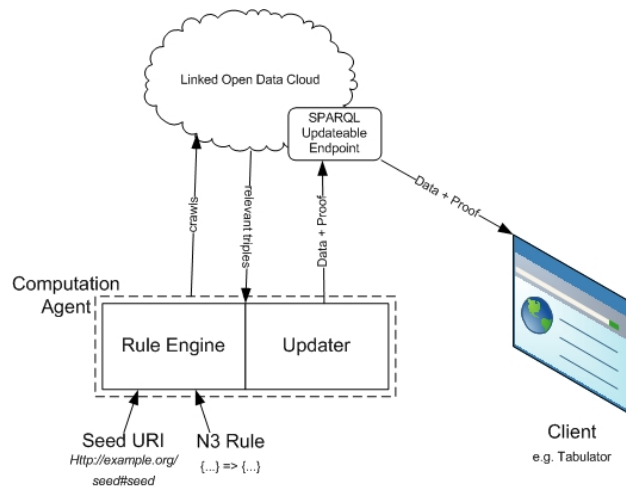 Linked Open Data Cloud
SPARQL
Updateable
Endpoint
crawls
relevant triples
Data + Proof
Data + Proof
Computation
Agent
Rule Engine
Updater
Seed URI
Http://example.org/
seed#seed
N3 Rule
{...} => {...}
Client
e.g. Tabulator